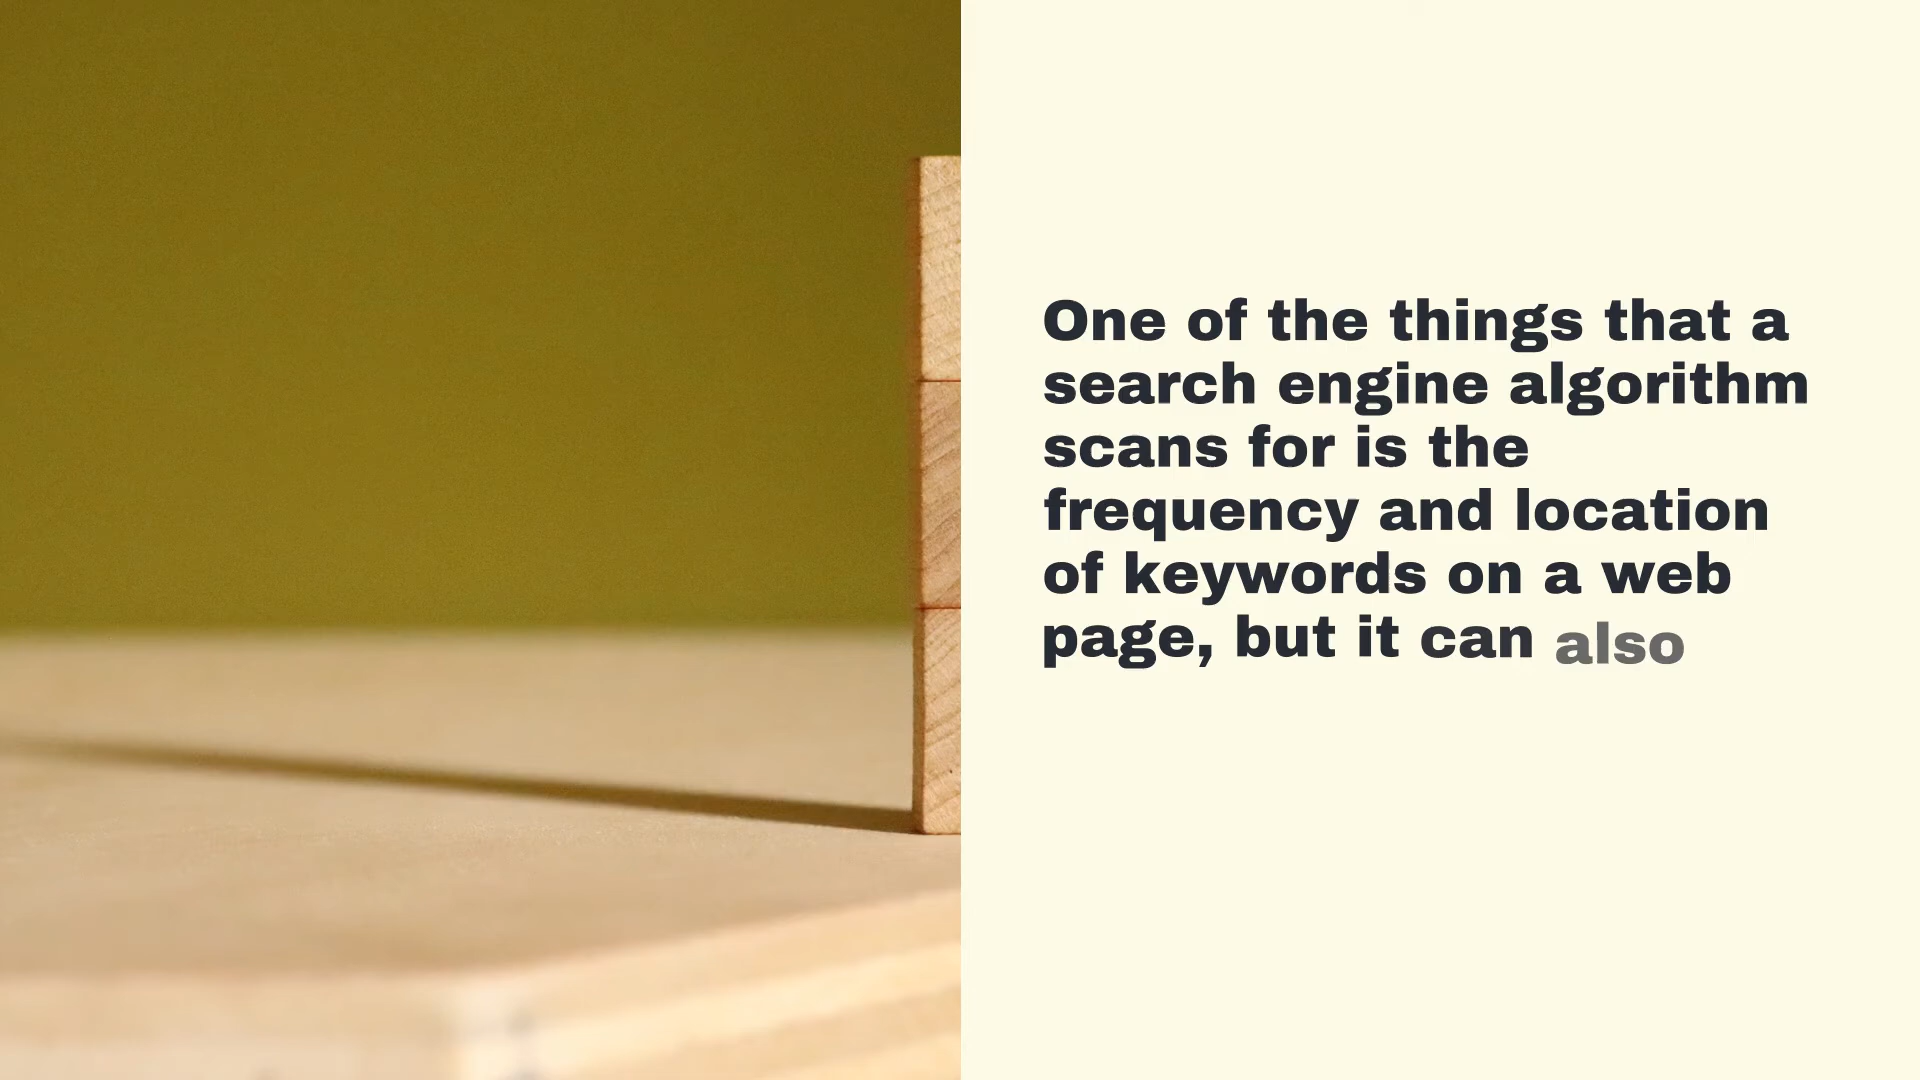 One of the things that a
search engine algorithm
scans for is the
frequency and location
of keywords on a web
page, but it can also